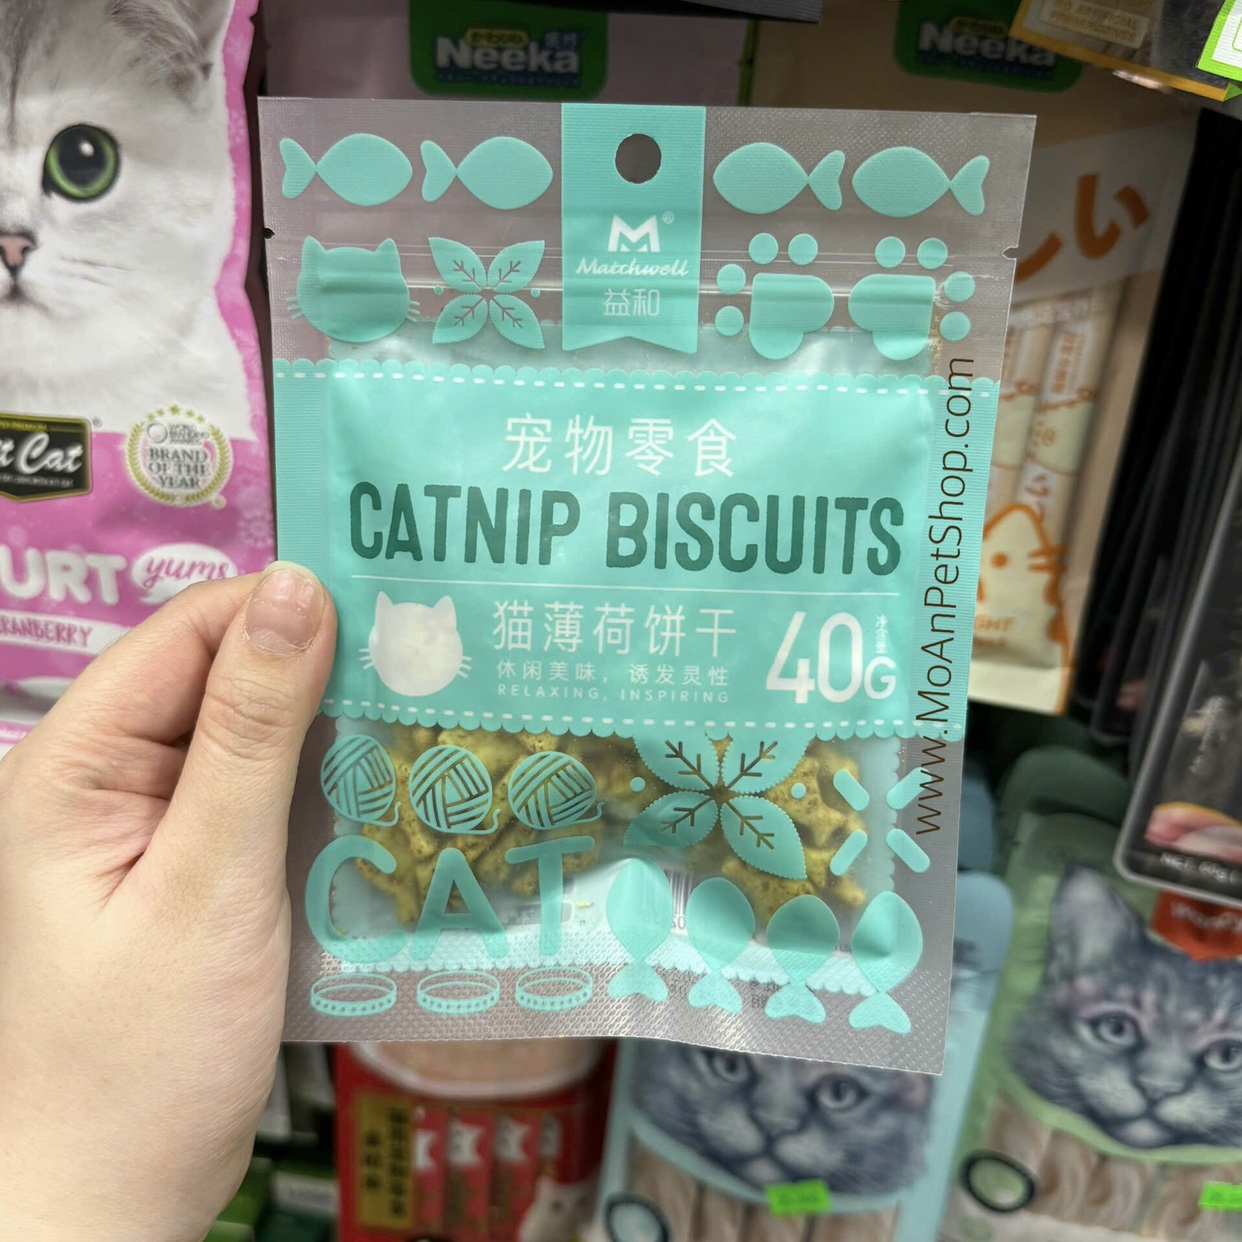 Neeka
Neeka
M®
Matchwell
益和
宠物零食
CATNIP BISCUITS
猫薄荷饼干
休闲美味，诱发灵性
RELAXING, INSPIRING
净含量
40G
CAT
www.MoAnPetShop.com
t Cat
BRAND
OF THE
YEAR
URT
yums
RANBERRY
しい